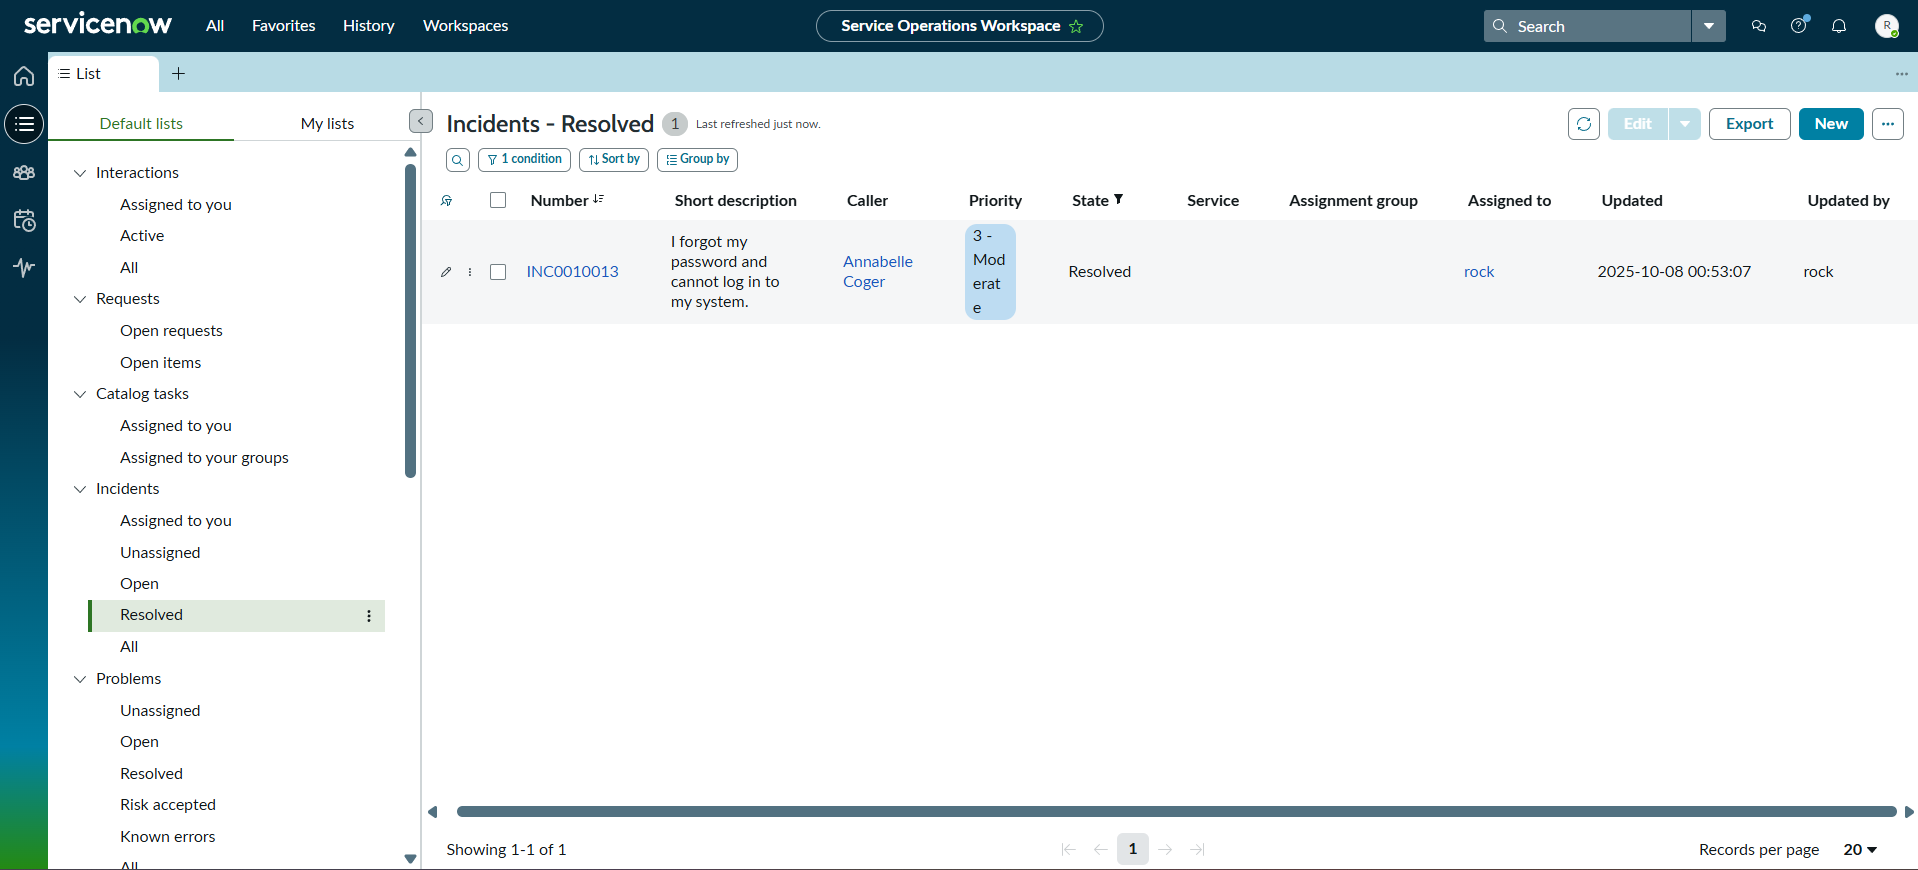 servicenow All Favorites History Workspaces Service Operations Workspace Search R
List
Default lists My lists
Interactions
Assigned to you
Active
All
Requests
Open requests
Open items
Catalog tasks
Assigned to you
Assigned to your groups
Incidents
Assigned to you
Unassigned
Open
Resolved
All
Problems
Unassigned
Open
Resolved
Risk accepted
Known errors
All
Incidents - Resolved 1 Last refreshed just now. Edit Export New
1 condition Sort by Group by
Number Short description Caller Priority State Service Assignment group Assigned to Updated Updated by
INC0010013
I forgot my
password and
cannot log in to
my system.
Annabelle
Coger
3 -
Mod
erat
e
Resolved
rock
2025-10-08 00:53:07
rock
Showing 1-1 of 1 1 Records per page 20